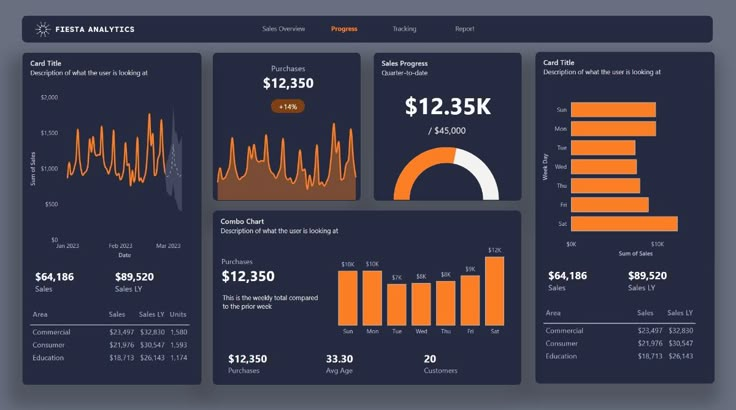 FIESTA ANALYTICS
Sales Overview Progress Tracking Report
Card Title
Description of what the user is looking at
$2,000
$1,500
$1,000
$500
$0
Sum of Sales
Jan 2023 Feb 2023 Mar 2023
Date
$64,186 $89,520
Sales Sales LY
Area Sales Sales LY Units
Commercial $23,497 $32,830 1,580
Consumer $21,976 $30,547 1,593
Education $18,713 $26,143 1,174
Purchases
$12,350
+14%
Sales Progress
Quarter-to-date
$12.35K
/ $45,000
Combo Chart
Description of what the user is looking at
Purchases
$12,350
This is the weekly total compared
to the prior week
$10K $10K $7K $8K $8K $9K $12K
Sun Mon Tue Wed Thu Fri Sat
$12,350 33.30 20
Purchases Avg Age Customers
Card Title
Description of what the user is looking at
Week Day
Sun
Mon
Tue
Wed
Thu
Fri
Sat
$0K $10K
Sum of Sales
$64,186 $89,520
Sales Sales LY
Area Sales Sales LY
Commercial $23,497 $32,830
Consumer $21,976 $30,547
Education $18,713 $26,143